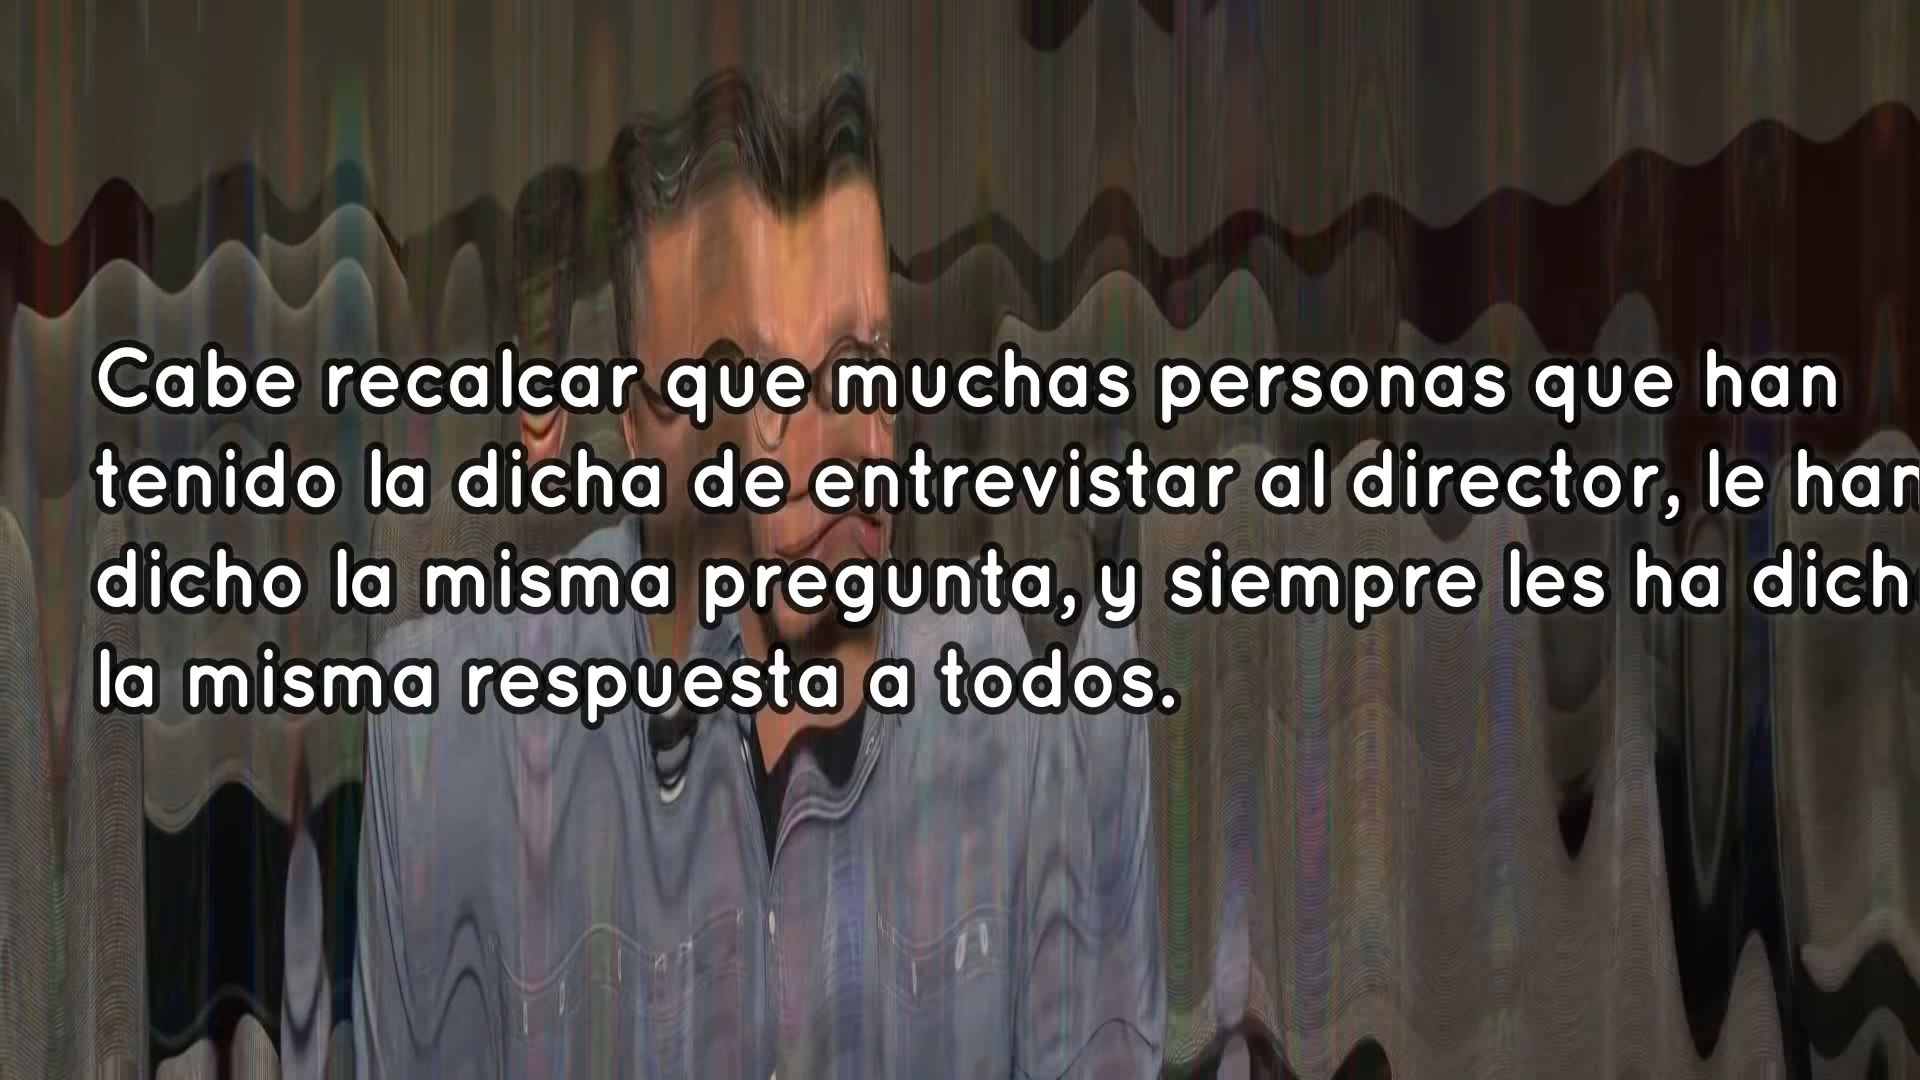 Cabe recalcar que muchas personas que han
tenido la dicha de entrevistar al director, le han
dicho la misma pregunta, y siempre les ha dich
la misma respuesta a todos.